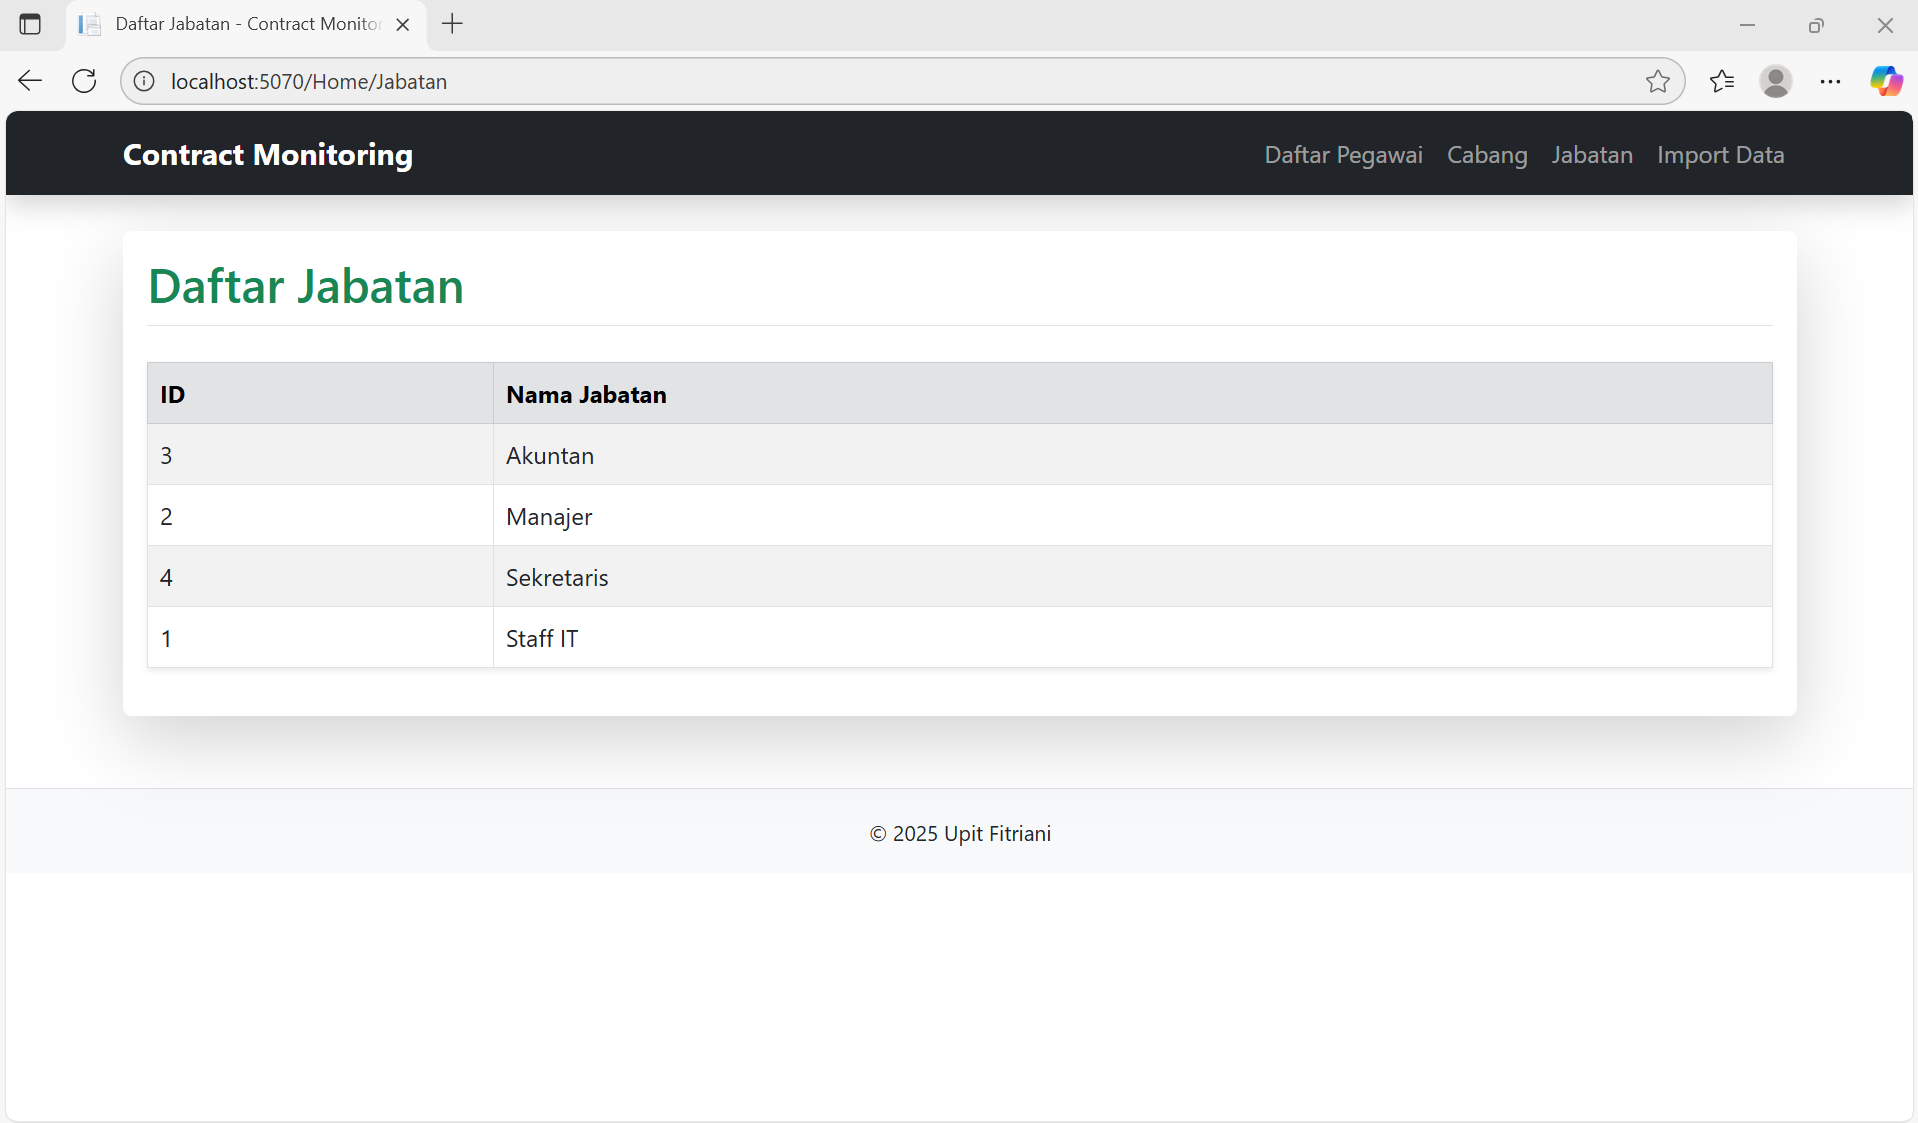 Daftar Jabatan - Contract Monito
localhost:5070/Home/Jabatan
Contract Monitoring
Daftar Pegawai Cabang Jabatan Import Data
Daftar Jabatan
ID Nama Jabatan
3 Akuntan
2 Manajer
4 Sekretaris
1 Staff IT
© 2025 Upit Fitriani